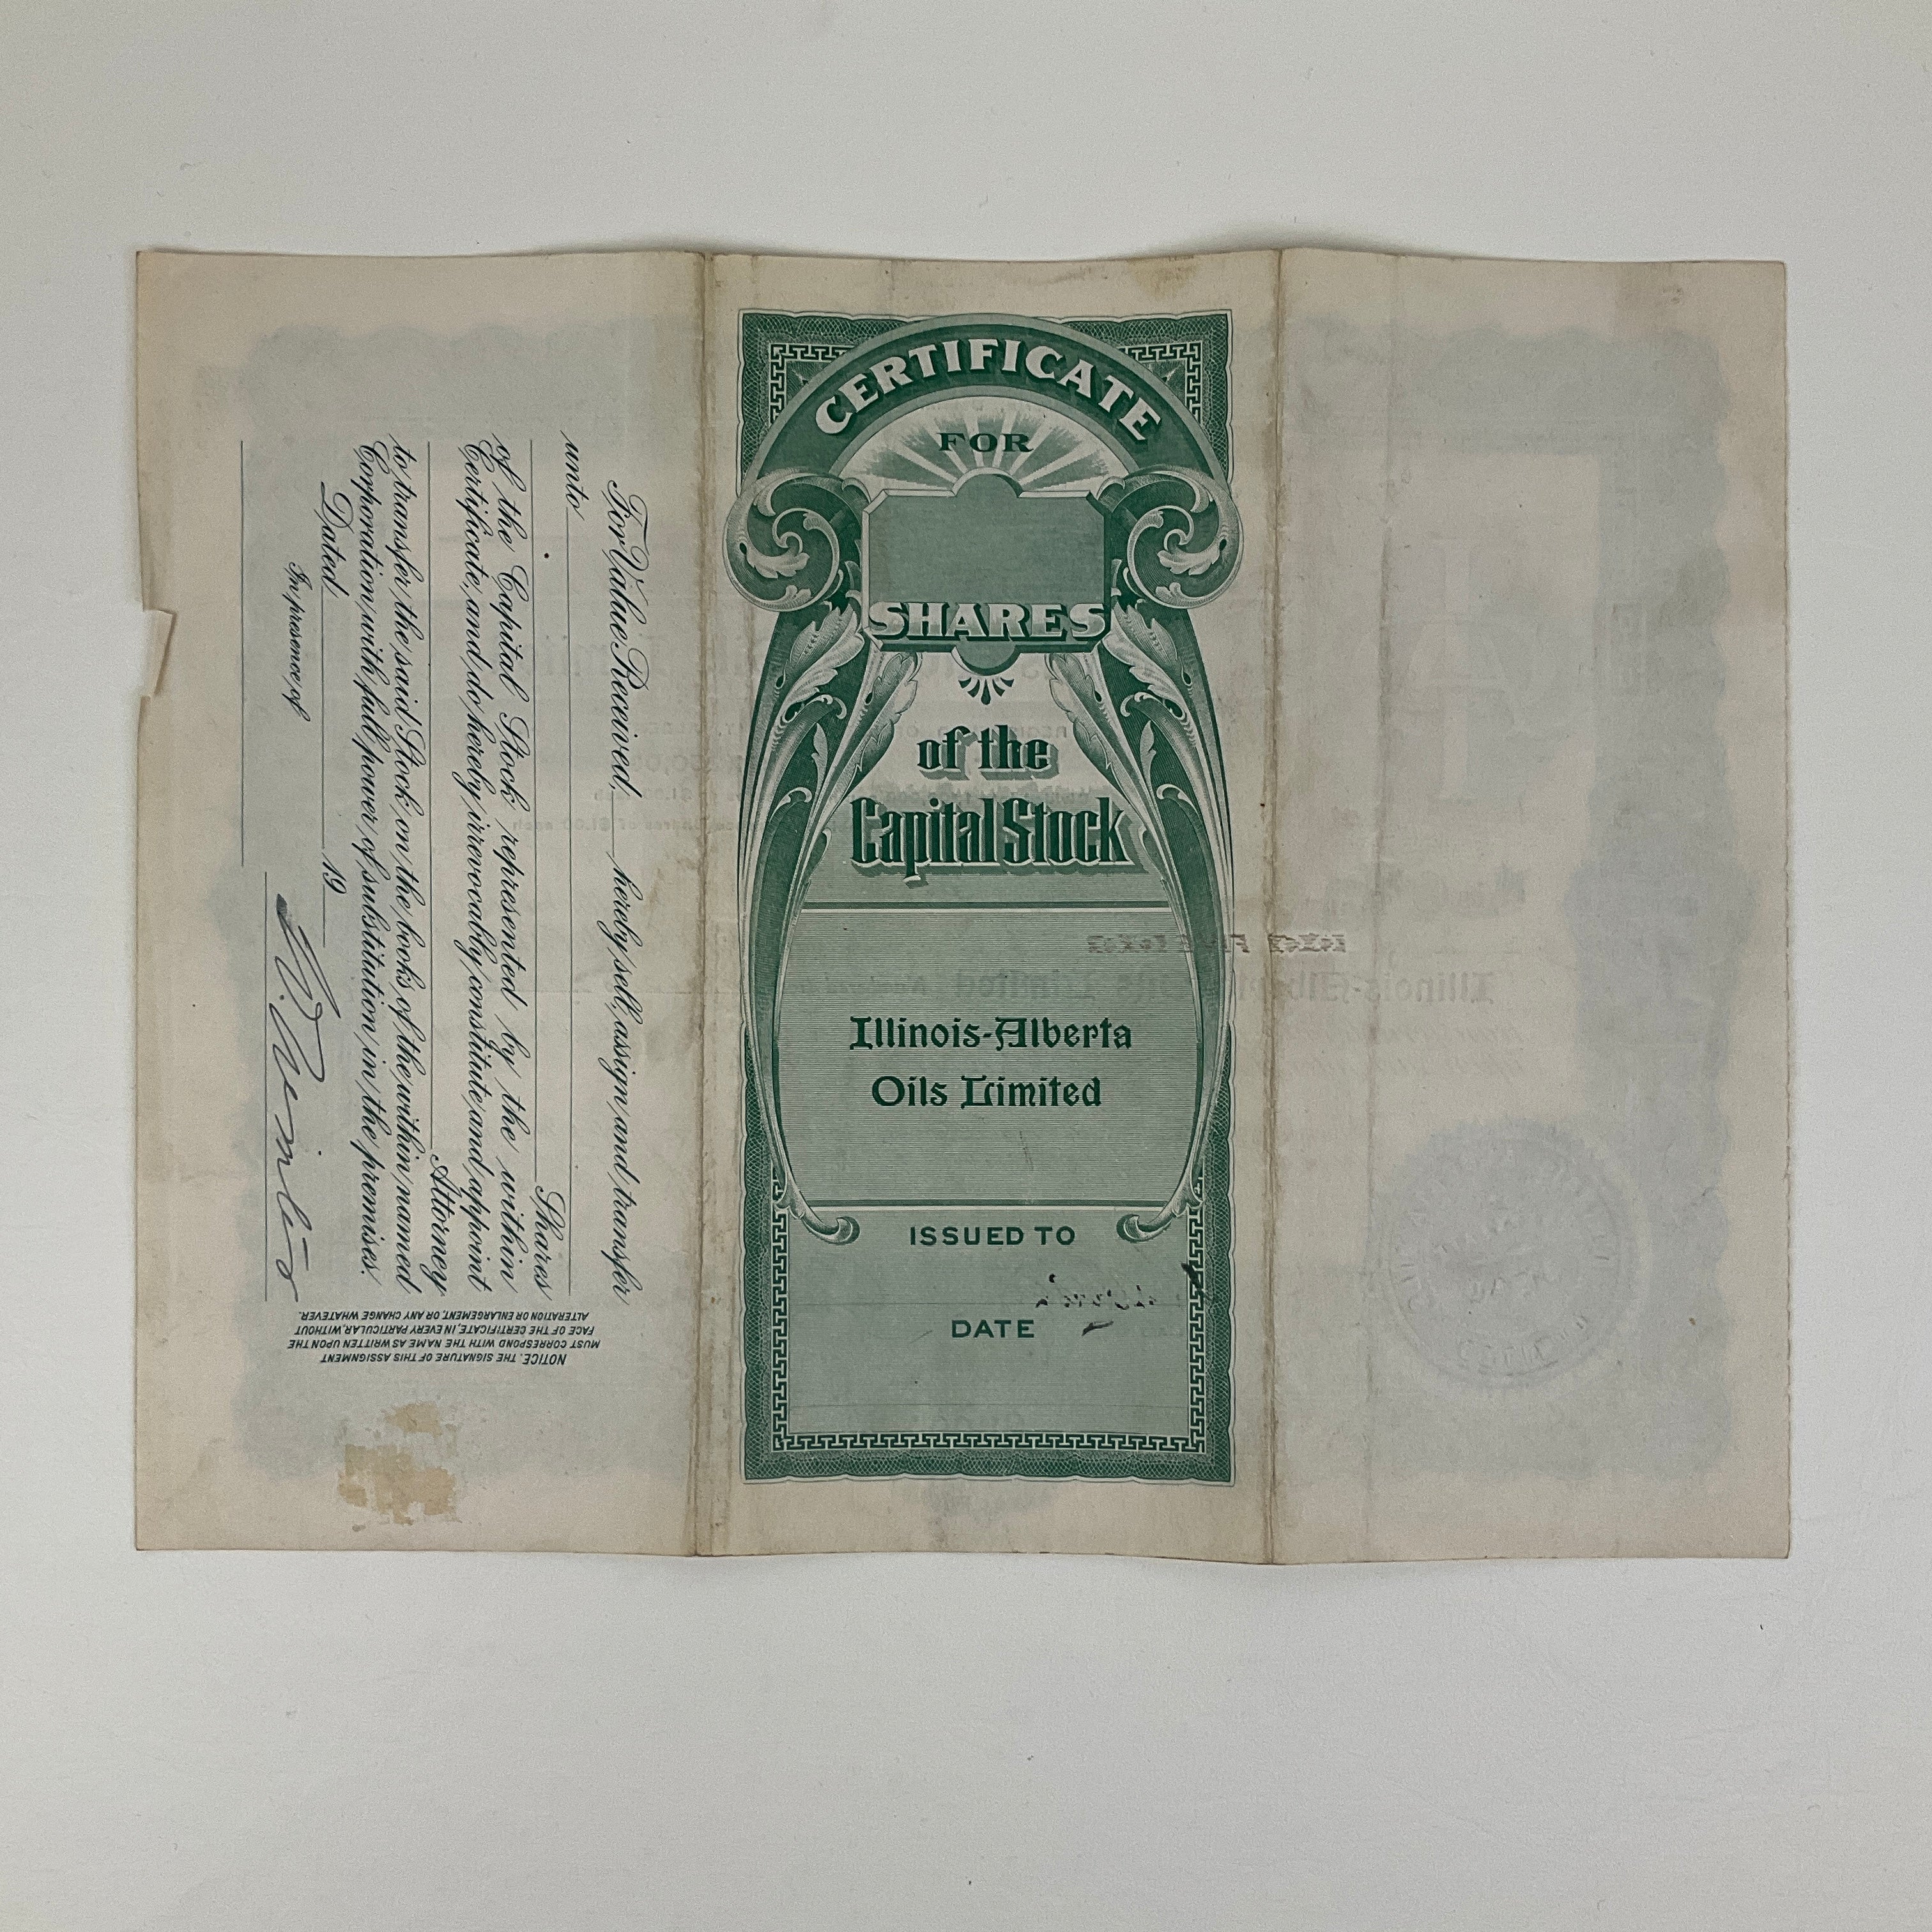 CERTIFICATE
FOR
SHARES
of the
Capital Stock
Illinois-Alberta
Oils Limited
ISSUED TO
DATE
For Value Received, hereby sell, assign and transfer
unto
Shares
of the Capital Stock represented by the within
Certificate, and do hereby irrevocably constitute and appoint
Attorney
to transfer the said Stock on the books of the within named
Corporation, with full power of substitution in the premises.
Dated 19
In presence of
NOTICE. THE SIGNATURE OF THIS ASSIGNMENT
MUST CORRESPOND WITH THE NAME AS WRITTEN UPON THE
FACE OF THE CERTIFICATE, IN EVERY PARTICULAR, WITHOUT
ALTERATION OR ENLARGEMENT, OR ANY CHANGE WHATEVER.